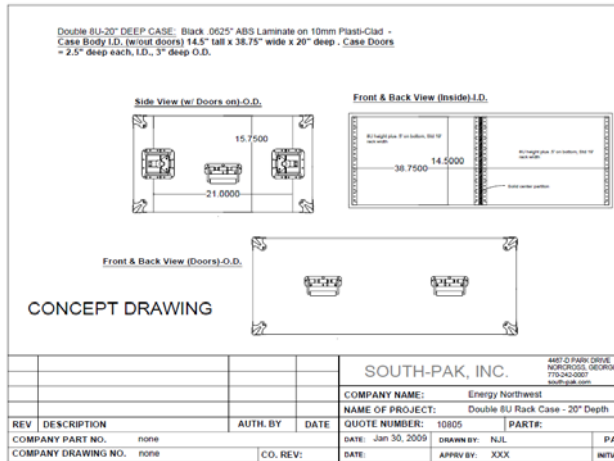 Double 8U-20" DEEP CASE: Black .0625" ABS Laminate on 10mm Plasti-Clad -
Case Body I.D. (w/out doors) 14.5" tall x 38.75" wide x 20" deep . Case Doors
= 2.5" deep each, I.D., 3" deep O.D.
Side View (w/ Doors on)-O.D.
Front & Back View (Inside)-I.D.
15.7500
21.0000
14.5000
38.7500
Solid center partition
Front & Back View (Doors)-O.D.
CONCEPT DRAWING
SOUTH-PAK, INC.
4487-D PARK DRIVE
NORCROSS, GEORG
770-242-0007
south-pak.com
COMPANY NAME: Energy Northwest
NAME OF PROJECT: Double 8U Rack Case - 20" Depth
REV DESCRIPTION AUTH. BY DATE QUOTE NUMBER: 10805 PART#:
COMPANY PART NO. none DATE: Jan 30, 2009 DRAWN BY: NJL PA
COMPANY DRAWING NO. none CO. REV: DATE: APPRV BY: XXX INITI